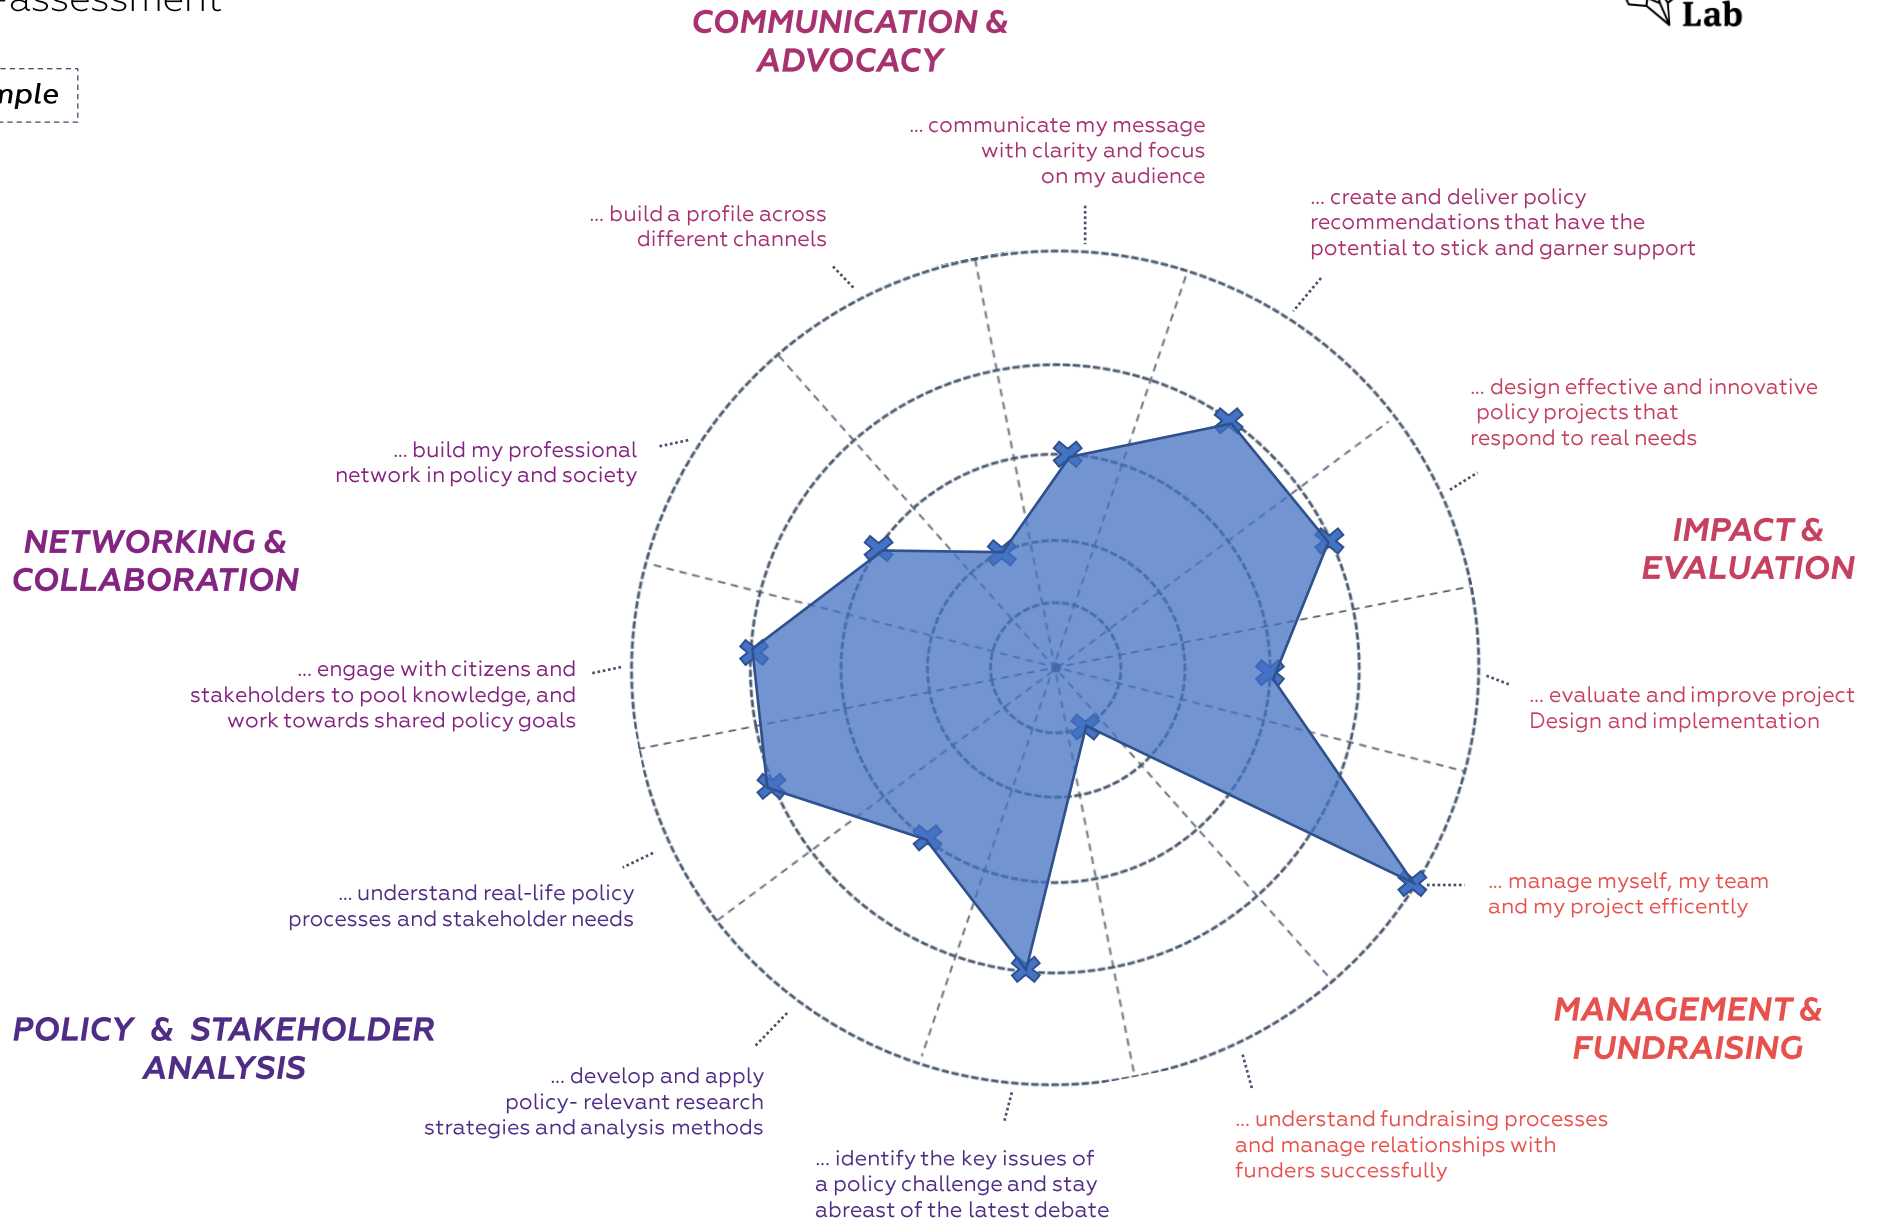 -assessment
Lab
mple
COMMUNICATION &
ADVOCACY
... communicate my message
with clarity and focus
on my audience
... build a profile across
different channels
... create and deliver policy
recommendations that have the
potential to stick and garner support
... design effective and innovative
policy projects that
respond to real needs
... build my professional
network in policy and society
NETWORKING &
COLLABORATION
IMPACT &
EVALUATION
... engage with citizens and
stakeholders to pool knowledge, and
work towards shared policy goals
... evaluate and improve project
Design and implementation
... understand real-life policy
processes and stakeholder needs
... manage myself, my team
and my project efficently
POLICY & STAKEHOLDER
ANALYSIS
MANAGEMENT &
FUNDRAISING
... develop and apply
policy- relevant research
strategies and analysis methods
... identify the key issues of
a policy challenge and stay
abreast of the latest debate
... understand fundraising processes
and manage relationships with
funders successfully